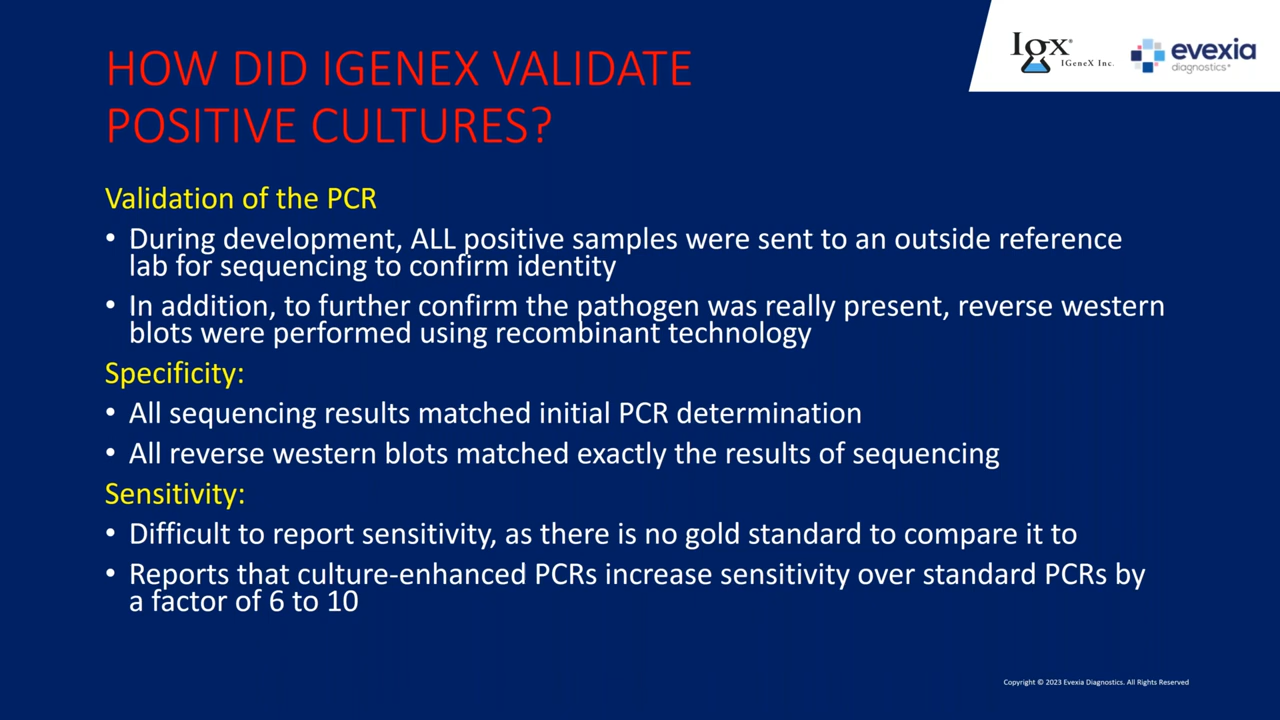 HOW DID IGENEX VALIDATE
POSITIVE CULTURES?
Igx®
IGeneX Inc.
evexia
diagnostics+
Validation of the PCR
• During development, ALL positive samples were sent to an outside reference
lab for sequencing to confirm identity
• In addition, to further confirm the pathogen was really present, reverse western
blots were performed using recombinant technology
Specificity:
• All sequencing results matched initial PCR determination
• All reverse western blots matched exactly the results of sequencing
Sensitivity:
• Difficult to report sensitivity, as there is no gold standard to compare it to
• Reports that culture-enhanced PCRs increase sensitivity over standard PCRs by
a factor of 6 to 10
Copyright © 2023 Evexia Diagnostics. All Rights Reserved